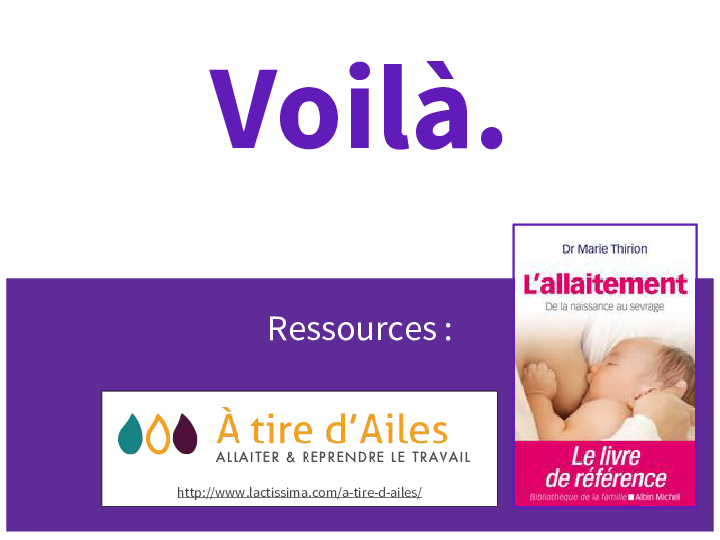 Voilà.
Ressources :
À tire d'Ailes
ALLAITER & REPRENDRE LE TRAVAIL
http://www.lactissima.com/a-tire-d-ailes/
Dr Marie Thirion
L'allaitement
De la naissance au sevrage
Le livre
de référence
Bibliothèque de la famille Albin Michel